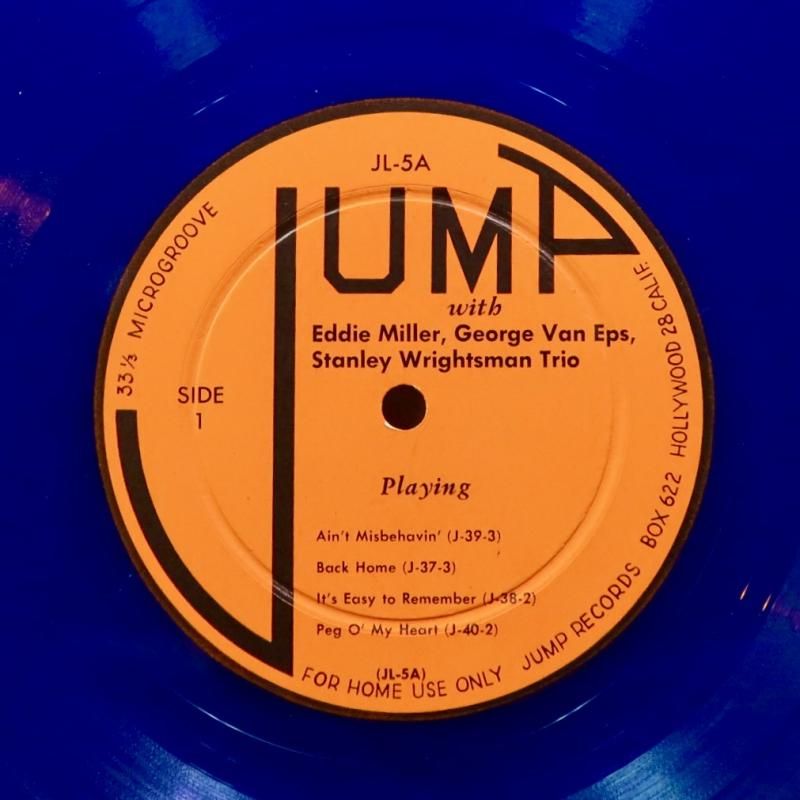 JL-5A
JUMP
with
Eddie Miller, George Van Eps,
Stanley Wrightsman Trio
33⅓ MICROGROOVE
SIDE
1
Playing
Ain't Misbehavin' (J-39-3)
Back Home (J-37-3)
It's Easy to Remember (J-38-2)
Peg O' My Heart (J-40-2)
(JL-5A)
FOR HOME USE ONLY JUMP RECORDS BOX 622 HOLLYWOOD 28 CALIF.